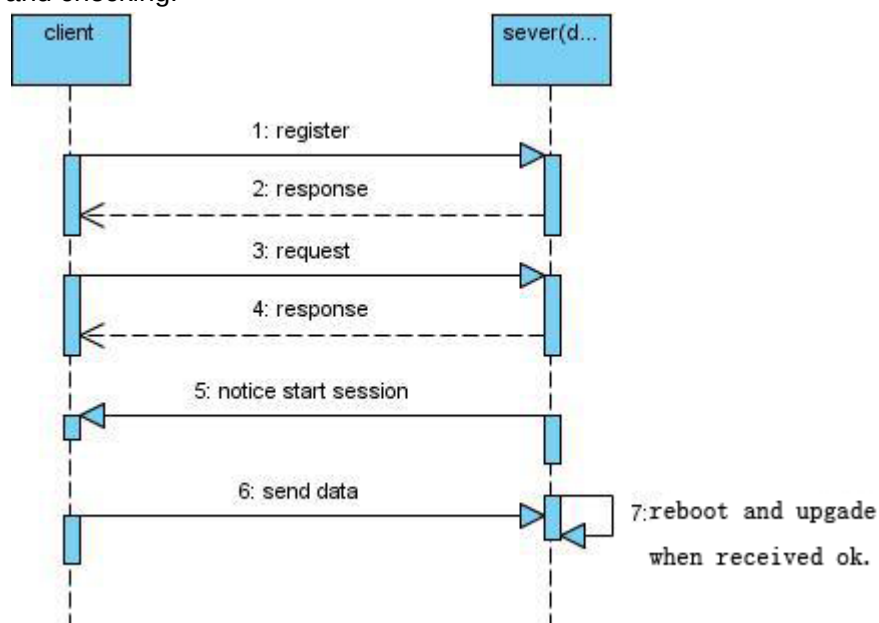 and checking.
client
sever(d...
1: register
2: response
3: request
4: response
5: notice start session
6: send data
7:reboot and upgade
when received ok.